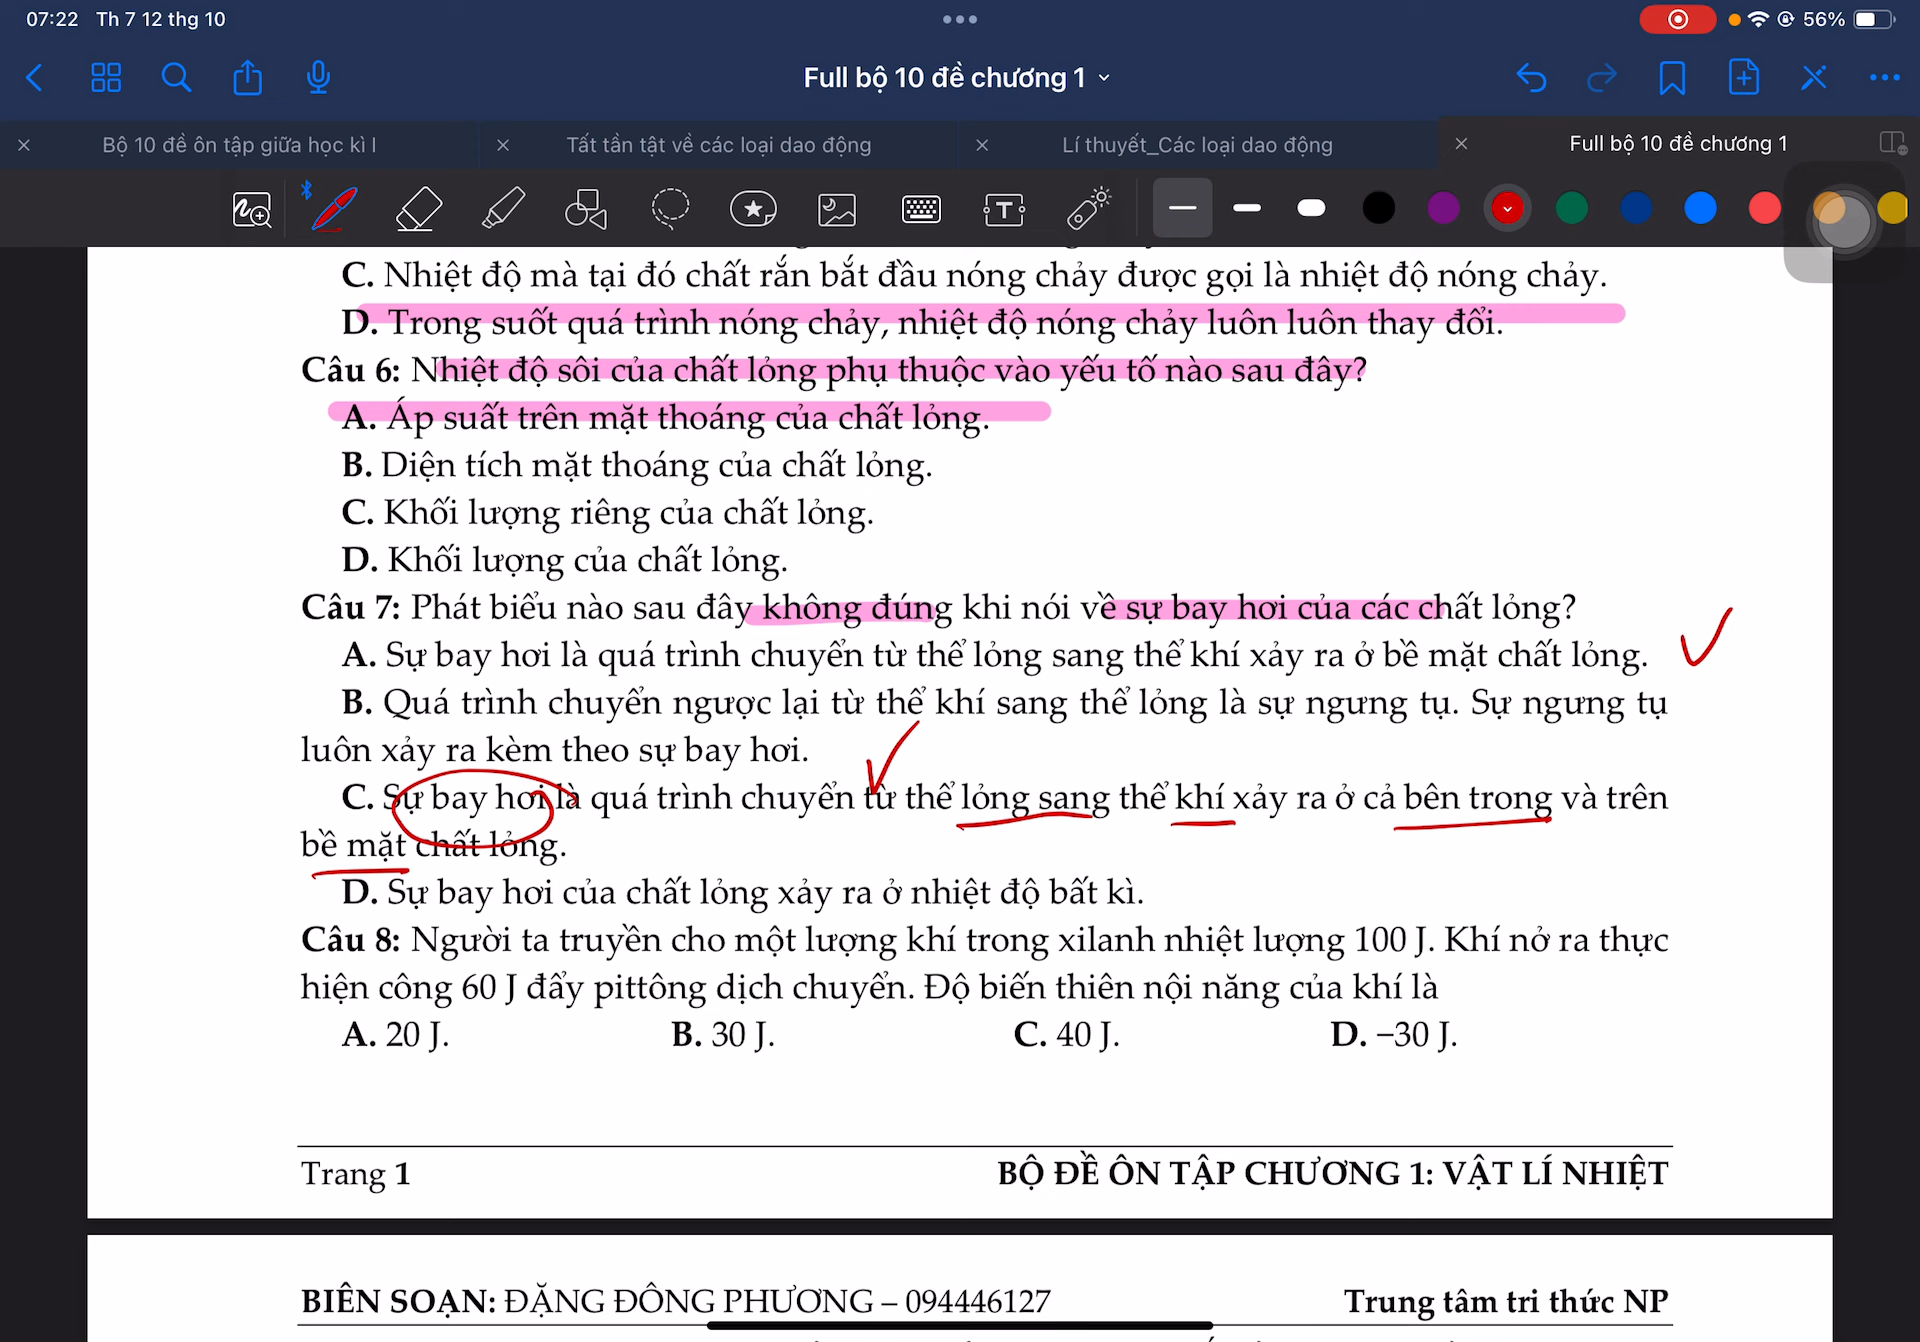 07:22 Th 7 12 thg 10
56%
Full bộ 10 đề chương 1
Bộ 10 đề ôn tập giữa học kì I
Tất tần tật về các loại dao động
Lí thuyết_Các loại dao động
Full bộ 10 đề chương 1
C. Nhiệt độ mà tại đó chất rắn bắt đầu nóng chảy được gọi là nhiệt độ nóng chảy.
D. Trong suốt quá trình nóng chảy, nhiệt độ nóng chảy luôn luôn thay đổi.
Câu 6: Nhiệt độ sôi của chất lỏng phụ thuộc vào yếu tố nào sau đây?
A. Áp suất trên mặt thoáng của chất lỏng.
B. Diện tích mặt thoáng của chất lỏng.
C. Khối lượng riêng của chất lỏng.
D. Khối lượng của chất lỏng.
Câu 7: Phát biểu nào sau đây không đúng khi nói về sự bay hơi của các chất lỏng?
A. Sự bay hơi là quá trình chuyển từ thể lỏng sang thể khí xảy ra ở bề mặt chất lỏng.
B. Quá trình chuyển ngược lại từ thể khí sang thể lỏng là sự ngưng tụ. Sự ngưng tụ
luôn xảy ra kèm theo sự bay hơi.
C. Sự bay hơi là quá trình chuyển từ thể lỏng sang thể khí xảy ra ở cả bên trong và trên
bề mặt chất lỏng.
D. Sự bay hơi của chất lỏng xảy ra ở nhiệt độ bất kì.
Câu 8: Người ta truyền cho một lượng khí trong xilanh nhiệt lượng 100 J. Khí nở ra thực
hiện công 60 J đẩy pittông dịch chuyển. Độ biến thiên nội năng của khí là
A. 20 J. B. 30 J. C. 40 J. D. –30 J.
Trang 1 BỘ ĐỀ ÔN TẬP CHƯƠNG 1: VẬT LÍ NHIỆT
BIÊN SOẠN: ĐẶNG ĐÔNG PHƯƠNG – 094446127 Trung tâm tri thức NP